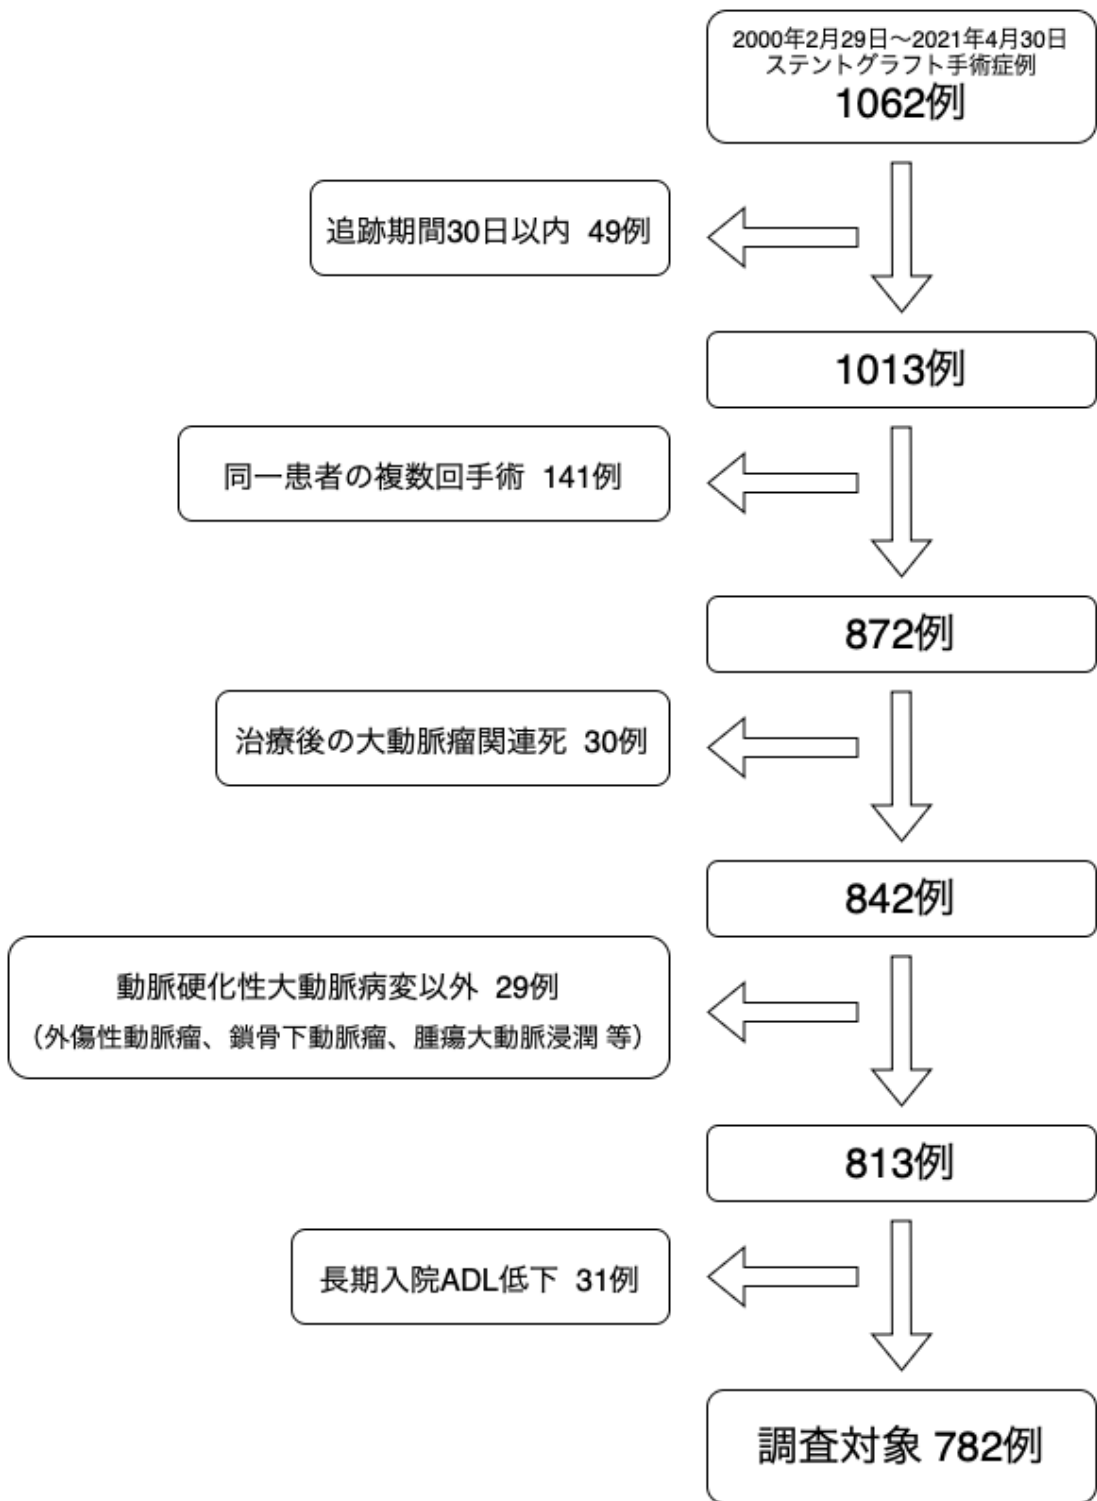 2000年2月29日～2021年4月30日
ステントグラフト手術症例
1062例
追跡期間30日以内 49例
1013例
同一患者の複数回手術 141例
872例
治療後の大動脈瘤関連死 30例
842例
動脈硬化性大動脈病変以外 29例
（外傷性動脈瘤、鎖骨下動脈瘤、腫瘍大動脈浸潤 等）
813例
長期入院ADL低下 31例
調査対象 782例